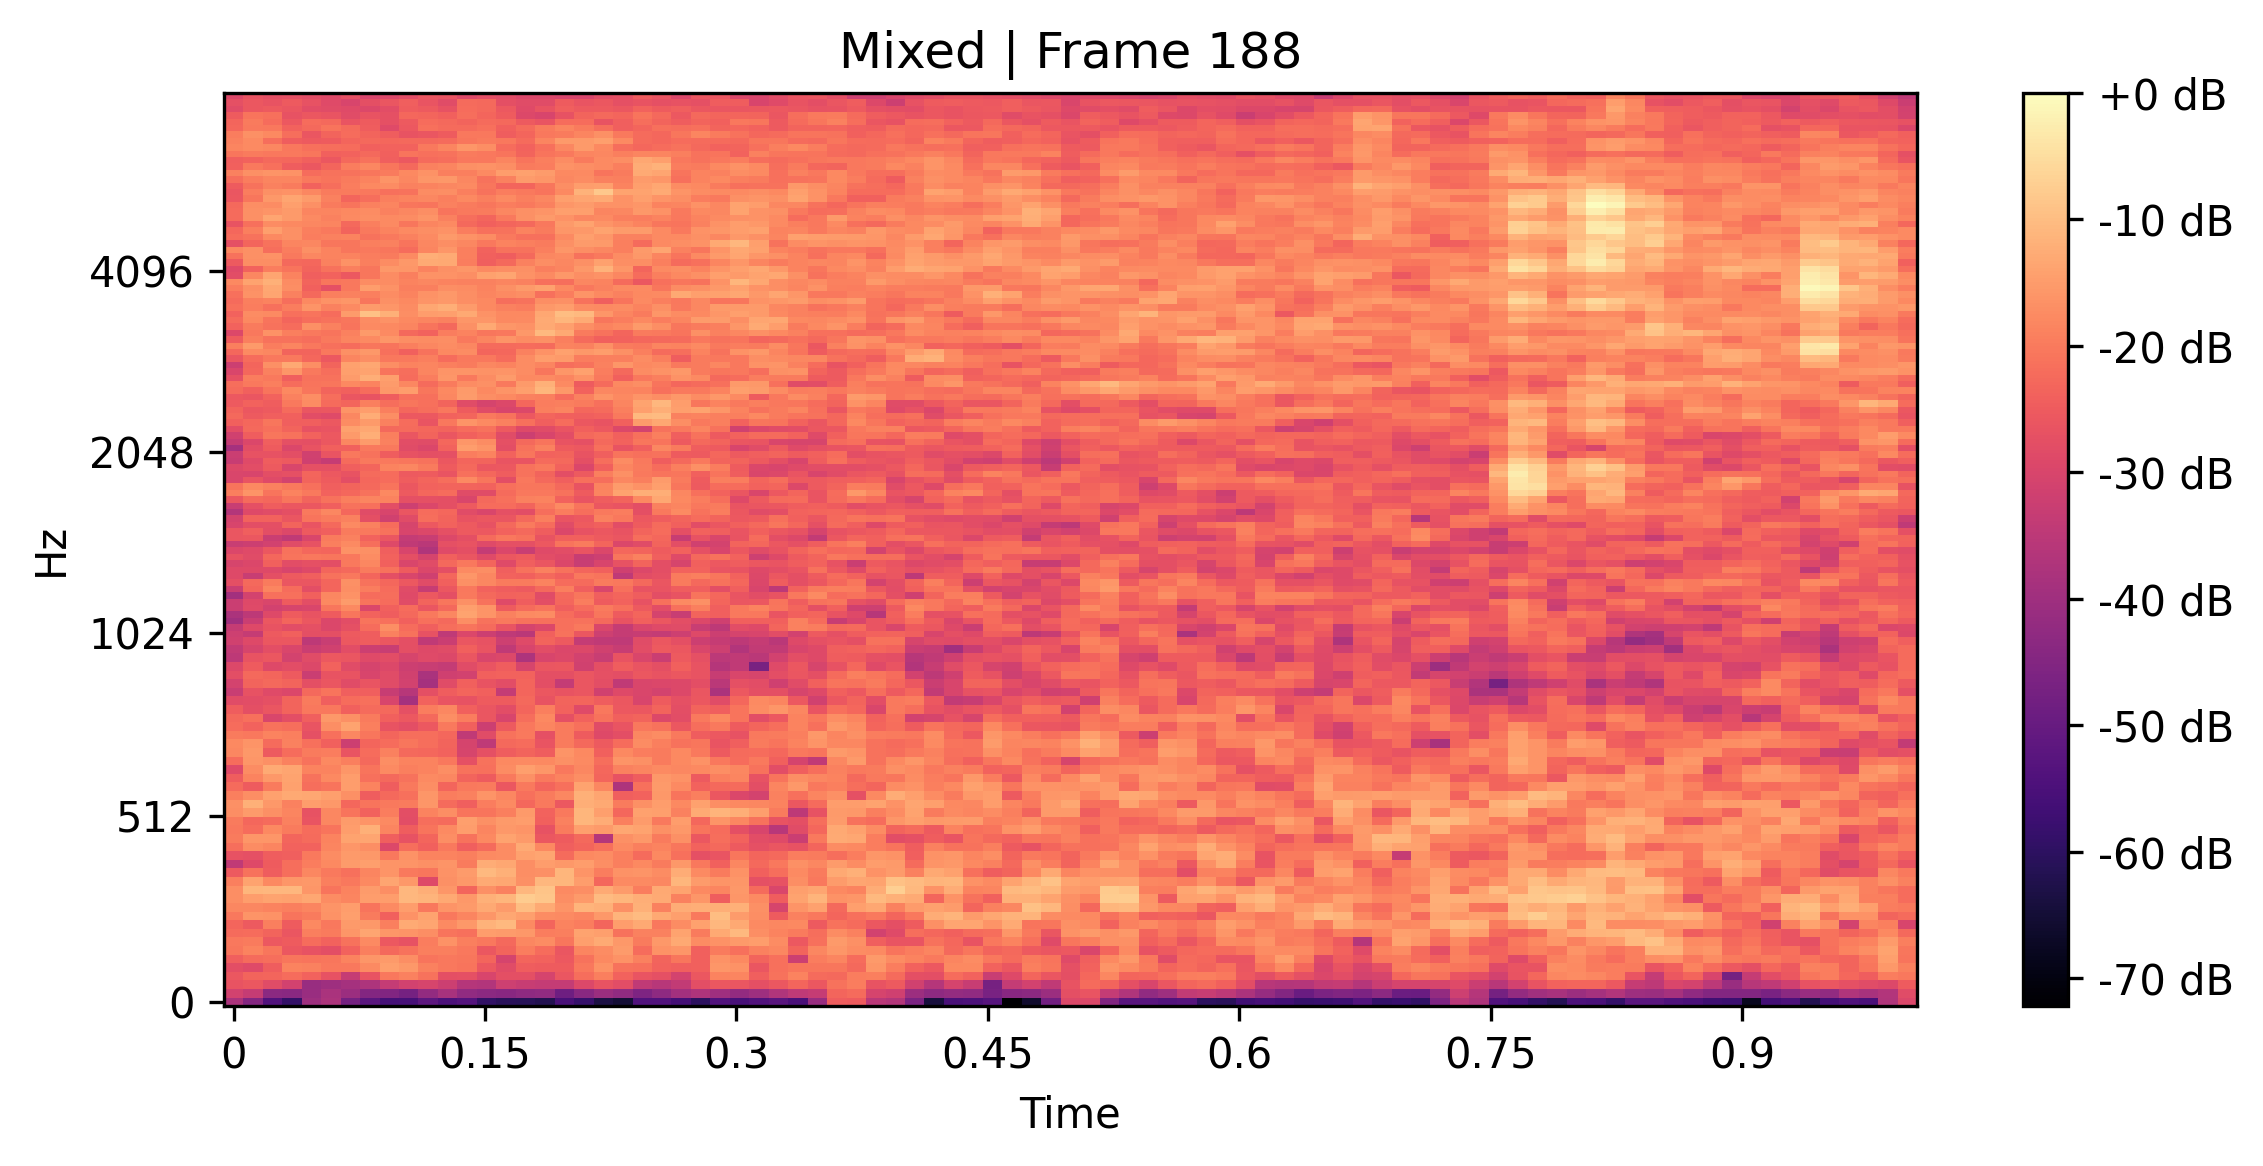 Mixed | Frame 188
+0 dB
-10 dB
-20 dB
-30 dB
-40 dB
-50 dB
-60 dB
-70 dB
4096
2048
1024
512
0
Hz
0 0.15 0.3 0.45 0.6 0.75 0.9
Time